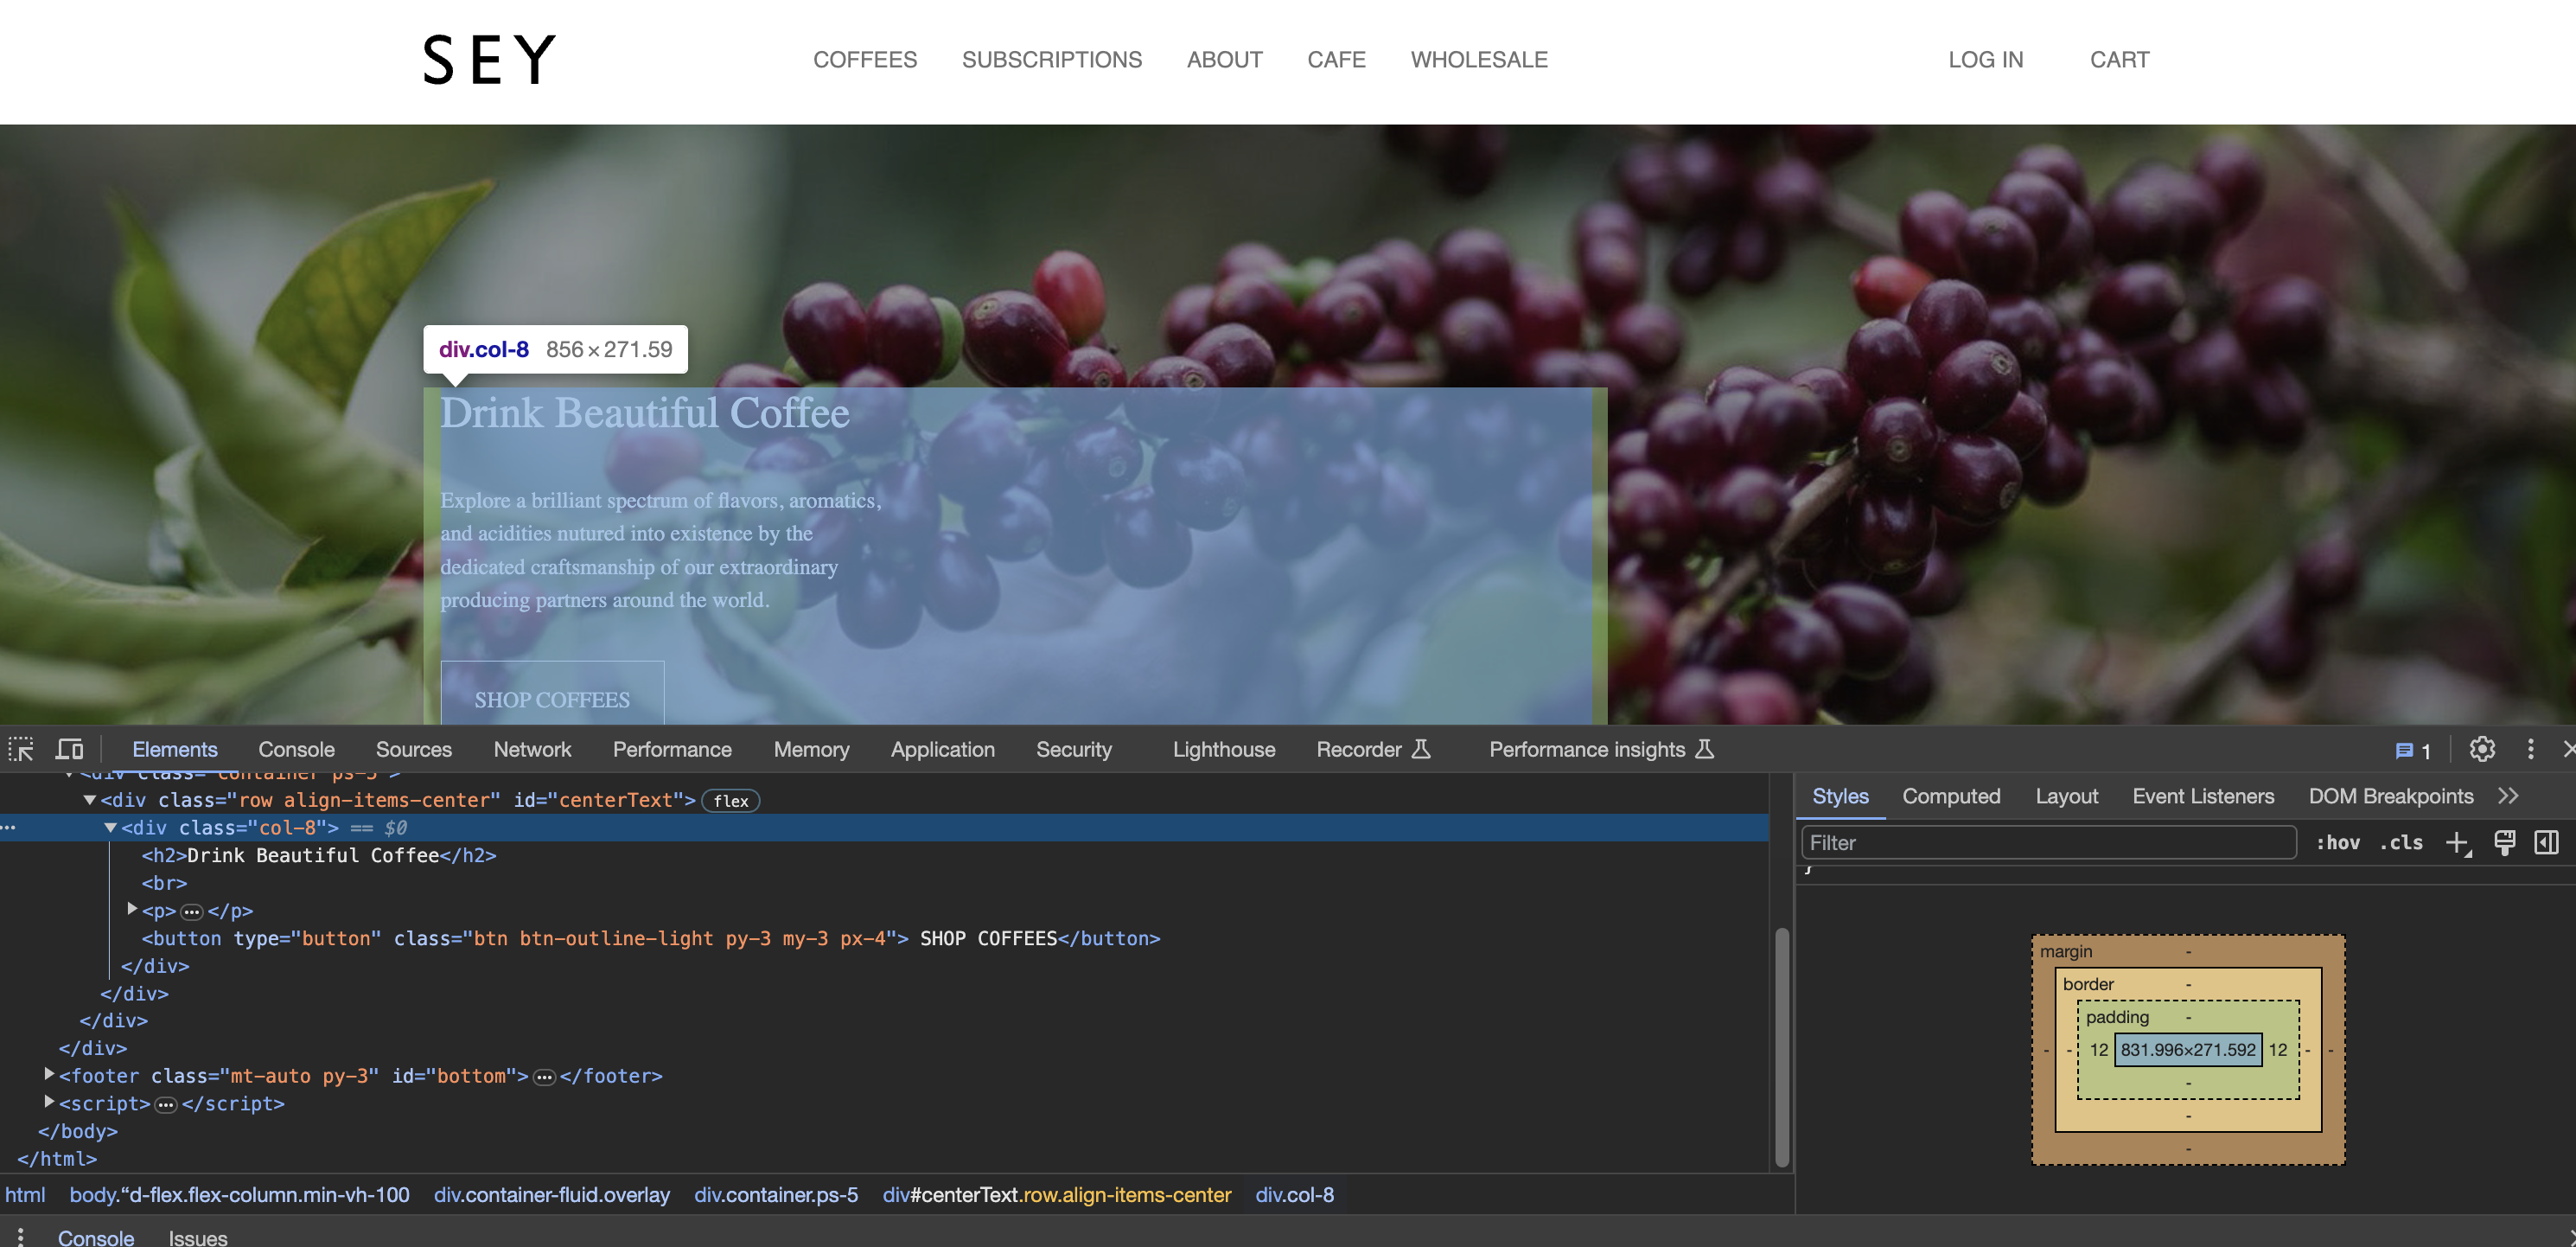 SEY
COFFEES SUBSCRIPTIONS ABOUT CAFE WHOLESALE LOG IN CART
div.col-8 856×271.59
Drink Beautiful Coffee
Explore a brilliant spectrum of flavors, aromatics,
and acidities nutured into existence by the
dedicated craftsmanship of our extraordinary
producing partners around the world.
SHOP COFFEES
Elements Console Sources Network Performance Memory Application Security Lighthouse Recorder Performance insights 1
<div class="container ps-5">
<div class="row align-items-center" id="centerText"> flex
<div class="col-8"> == $0
<h2>Drink Beautiful Coffee</h2>
<br>
<p>…</p>
<button type="button" class="btn btn-outline-light py-3 my-3 px-4"> SHOP COFFEES</button>
</div>
</div>
</div>
</div>
<footer class="mt-auto py-3" id="bottom">…</footer>
<script>…</script>
</body>
</html>
html body.“d-flex.flex-column.min-vh-100 div.container-fluid.overlay div.container.ps-5 div#centerText.row.align-items-center div.col-8
Console Issues
Styles Computed Layout Event Listeners DOM Breakpoints
Filter :hov .cls
}
margin -
border -
padding -
- - 12 831.996×271.592 12 - -
-
-
-